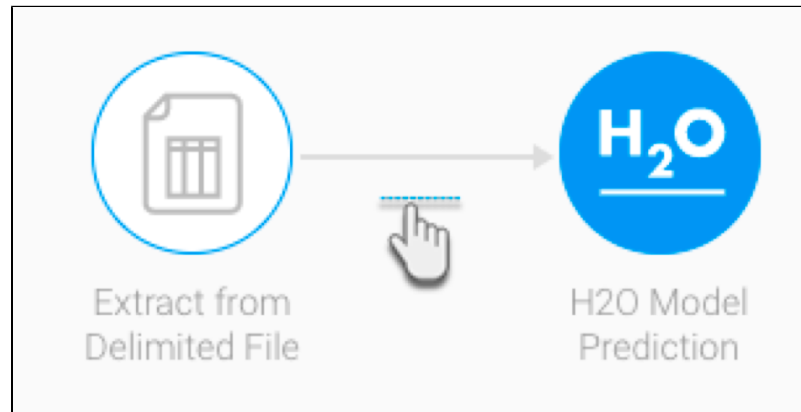 H₂O
Extract from
Delimited File
H2O Model
Prediction